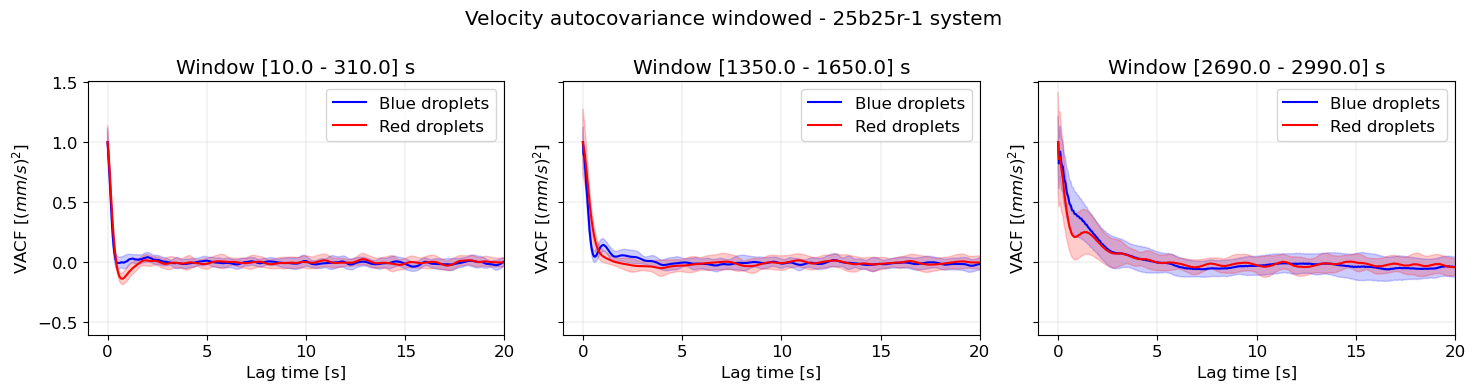 Velocity autocovariance windowed - 25b25r-1 system
Window [10.0 - 310.0] s
VACF [(mm/s)²]
1.5
1.0
0.5
0.0
−0.5
0
5
10
15
20
Lag time [s]
Blue droplets
Red droplets
Window [1350.0 - 1650.0] s
VACF [(mm/s)²]
0
5
10
15
20
Lag time [s]
Blue droplets
Red droplets
Window [2690.0 - 2990.0] s
VACF [(mm/s)²]
0
5
10
15
20
Lag time [s]
Blue droplets
Red droplets